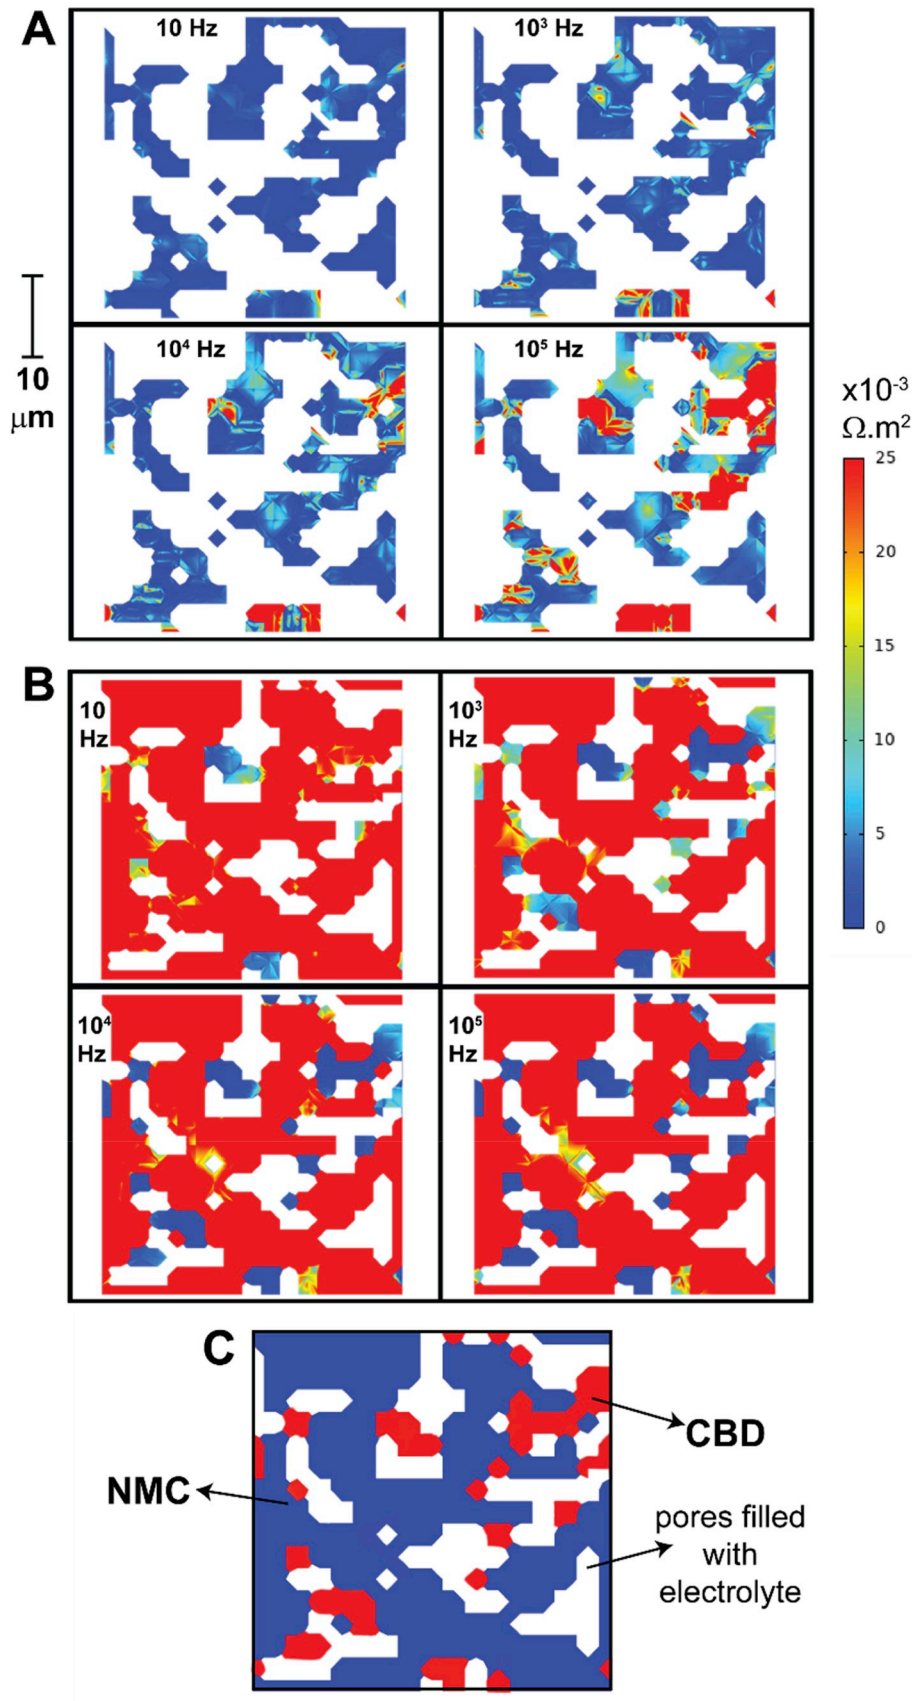 A
10 Hz
10³ Hz
10⁴ Hz
10⁵ Hz
10
μm
x10⁻³
Ω.m²
25
20
15
10
5
0
B
10
Hz
10³
Hz
10⁴
Hz
10⁵
Hz
C
CBD
NMC
pores filled
with
electrolyte